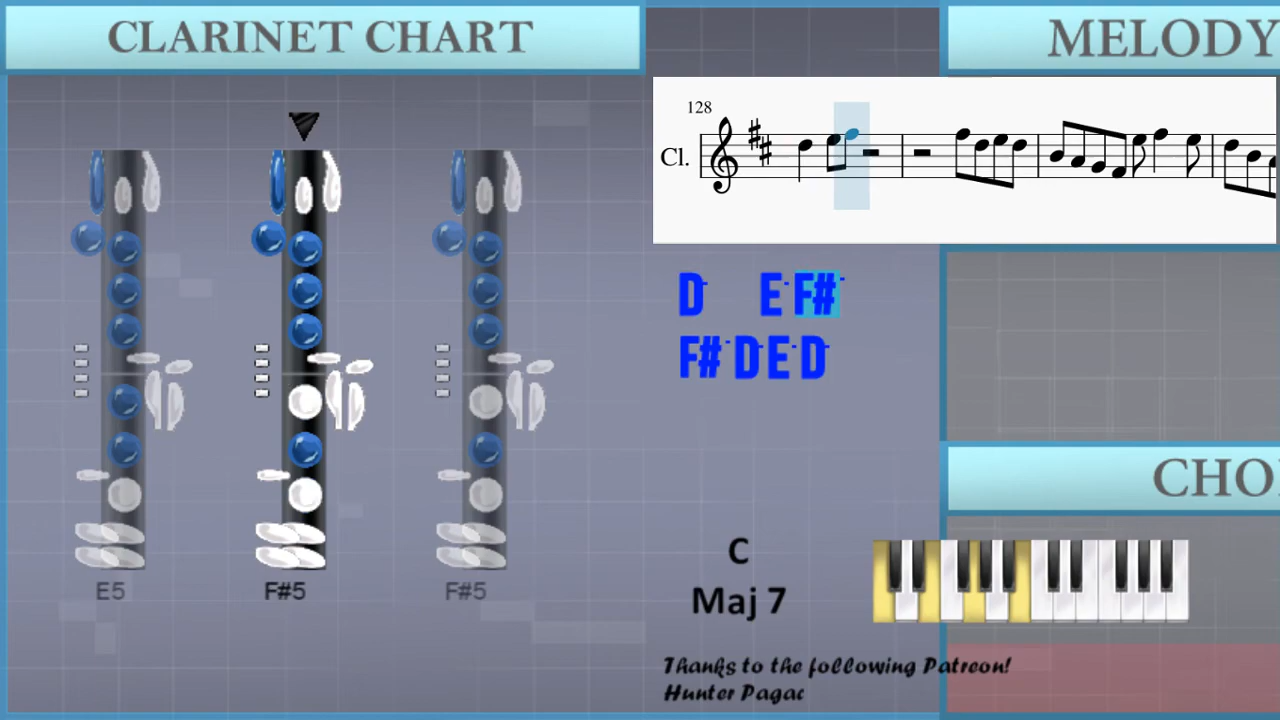 CLARINET CHART
MELODY
128
Cl.
D E F#
F# D E D
E5 F#5 F#5
C
Maj 7
CHO
Thanks to the following Patreon!
Hunter Pagac